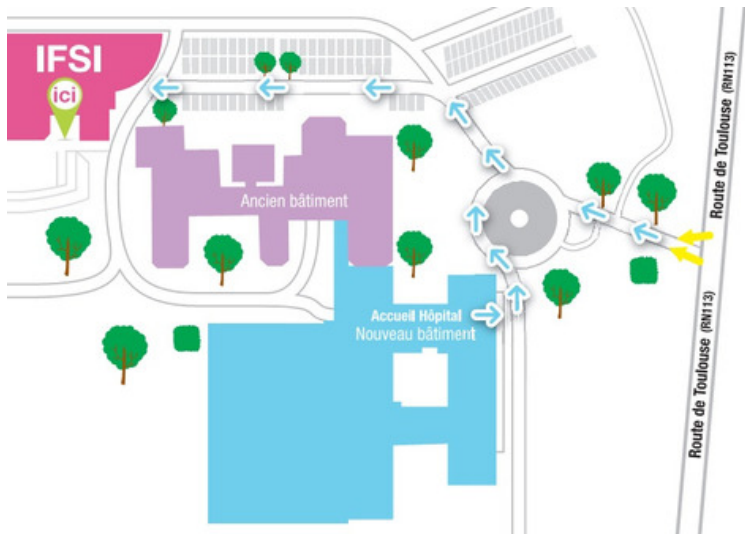 IFSI
ici
Ancien bâtiment
Accueil Hôpital
Nouveau bâtiment
Route de Toulouse (RN113)
Route de Toulouse (RN113)